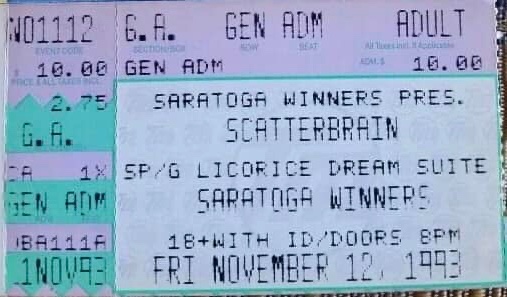 NO1112 G.A. GEN ADM ADULT
EVENT CODE SECTION/BOX ROW SEAT All Taxes Incl. If Applicable
$ 10.00 GEN ADM ADM.$ 10.00
PRICE & ALL TAXES INCL.
2.75 SARATOGA WINNERS PRES.
G.A. SCATTERBRAIN
CA 1X SP/G LICORICE DREAM SUITE
GEN ADM SARATOGA WINNERS
BA111A 18+WITH ID/DOORS 8PM
1NOV93 FRI NOVEMBER 12, 1993